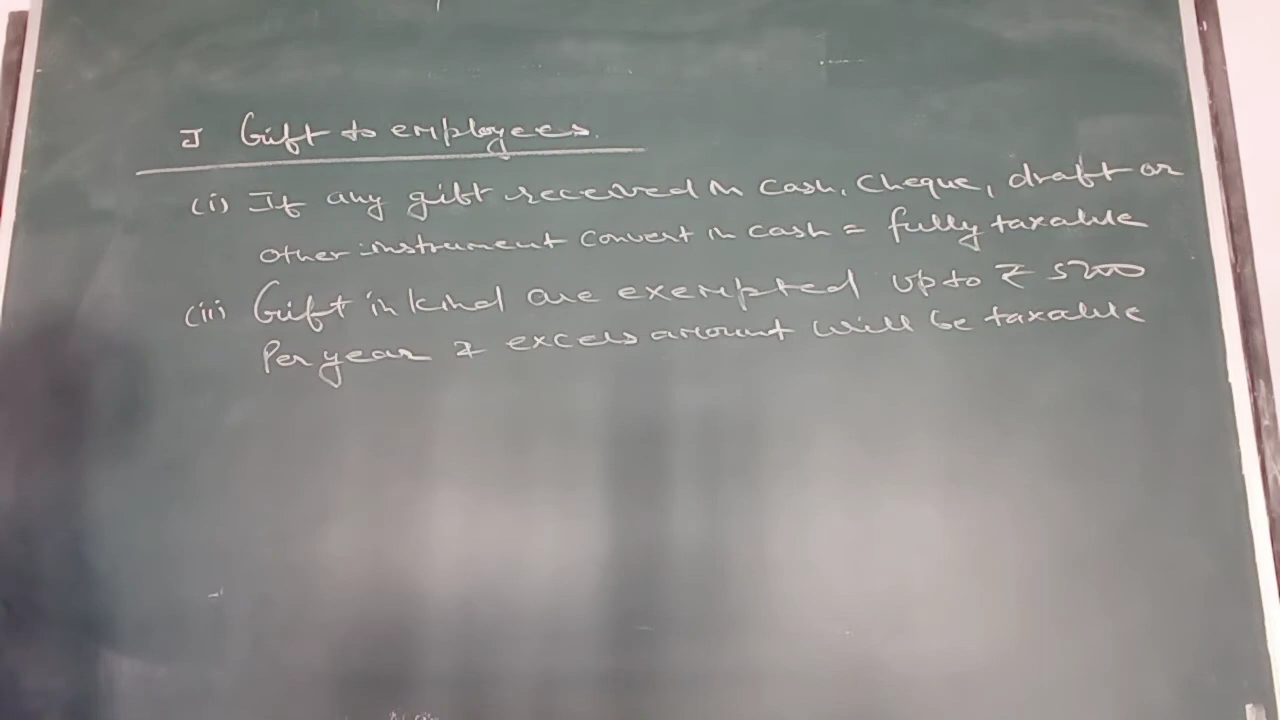 J Gift to employees.
(i) If any gift received in cash, cheque, draft or
other instrument convert in cash = fully taxable
(iii) Gift in kind are exempted upto ₹ 5000
Per year & excess amount will be taxable